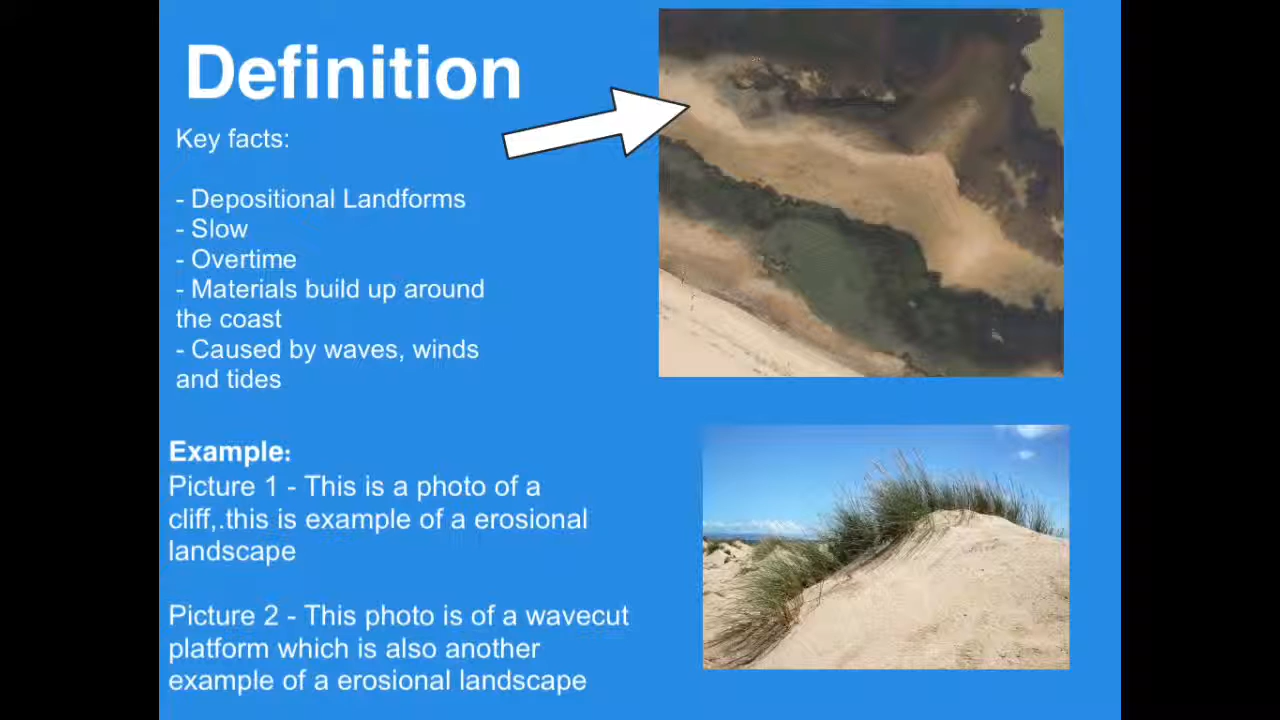 Definition
Key facts:
- Depositional Landforms
- Slow
- Overtime
- Materials build up around
the coast
- Caused by waves, winds
and tides
Example:
Picture 1 - This is a photo of a
cliff,.this is example of a erosional
landscape
Picture 2 - This photo is of a wavecut
platform which is also another
example of a erosional landscape